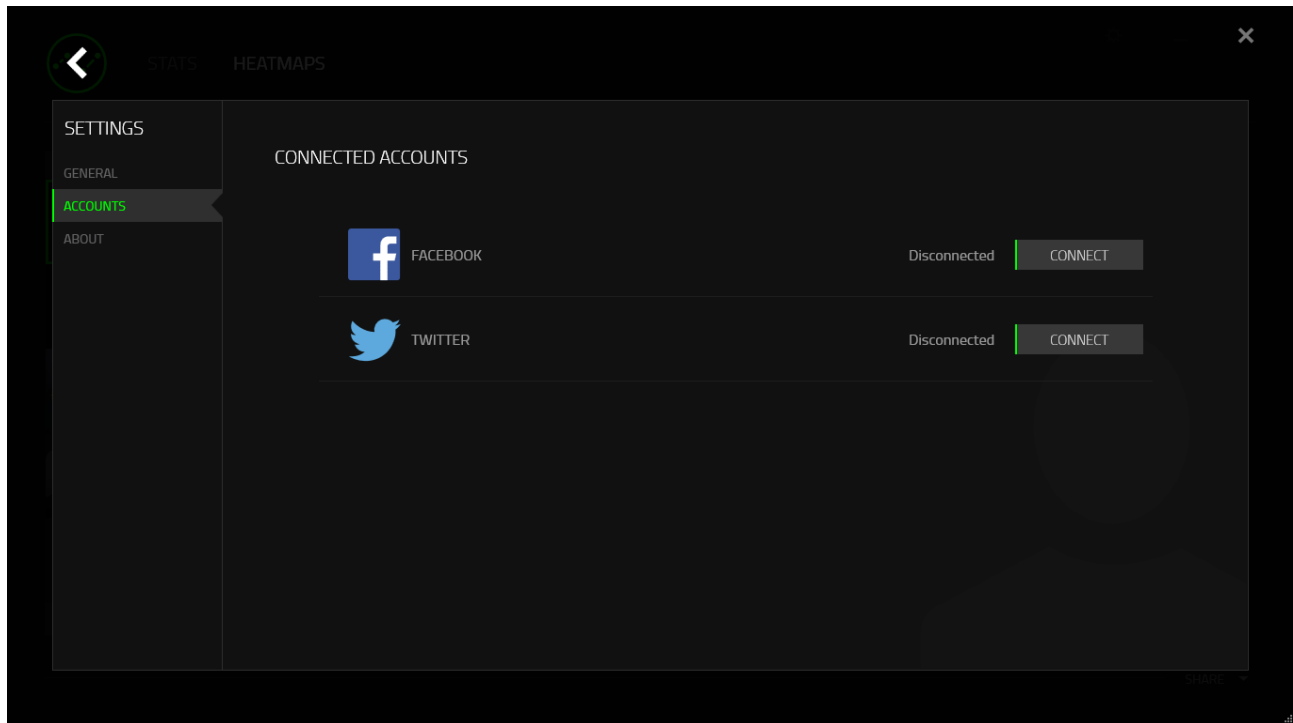 STATS HEATMAPS
SETTINGS
GENERAL
ACCOUNTS
ABOUT
CONNECTED ACCOUNTS
FACEBOOK Disconnected CONNECT
TWITTER Disconnected CONNECT
SHARE